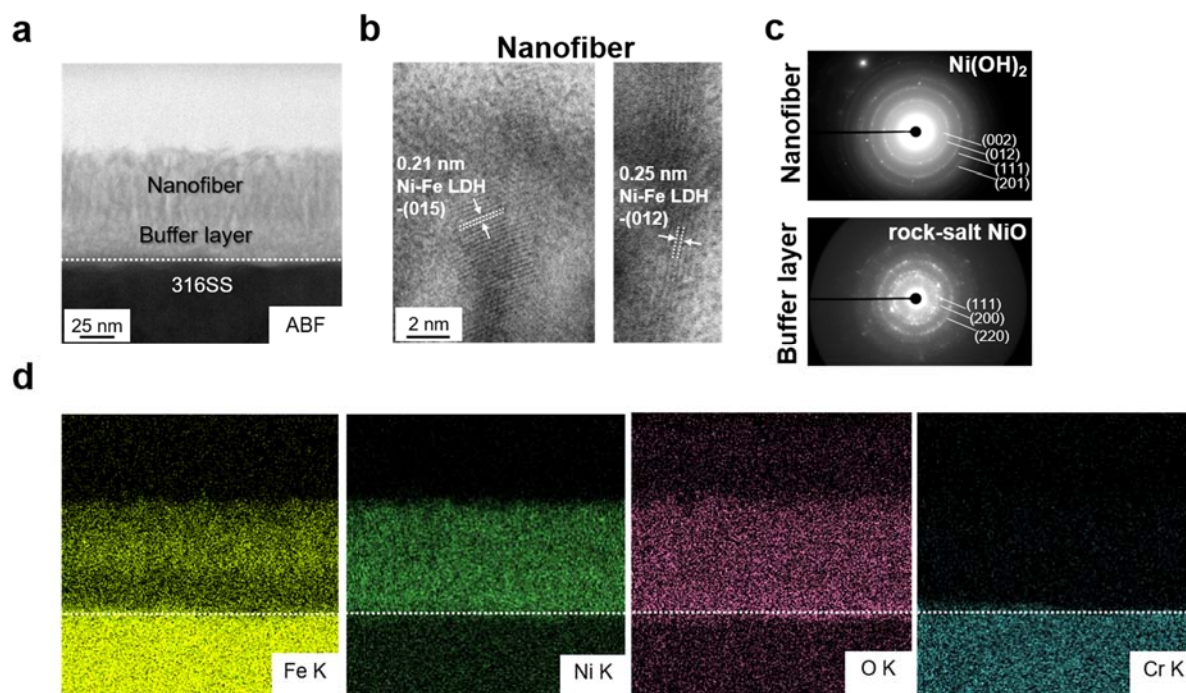 a
Nanofiber
Buffer layer
316SS
25 nm
ABF
b
Nanofiber
0.21 nm
Ni-Fe LDH
-(015)
2 nm
0.25 nm
Ni-Fe LDH
-(012)
c
Nanofiber
Ni(OH)₂
(002)
(012)
(111)
(201)
Buffer layer
rock-salt NiO
(111)
(200)
(220)
d
Fe K
Ni K
O K
Cr K